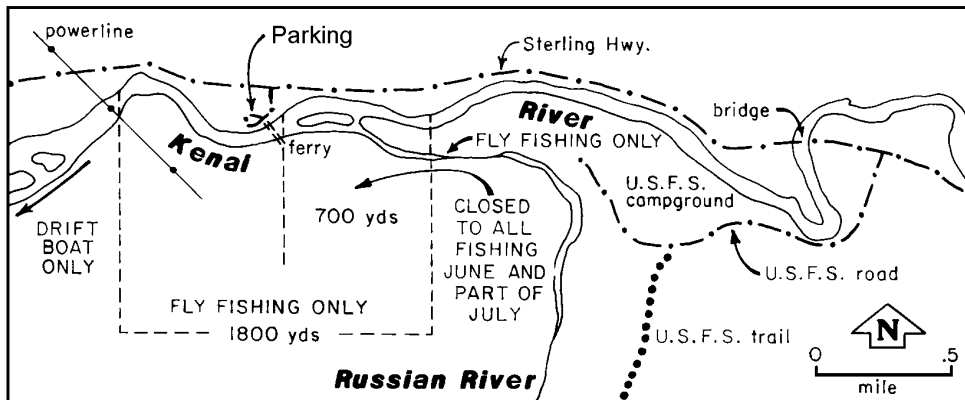 powerline
Parking
Sterling Hwy.
River
bridge
Kenal
ferry
FLY FISHING ONLY
U.S.F.S.
campground
700 yds
CLOSED
TO ALL
FISHING
JUNE AND
PART OF
JULY
DRIFT
BOAT
ONLY
U.S.F.S. road
FLY FISHING ONLY
1800 yds
U.S.F.S. trail
N
0 .5
mile
Russian River